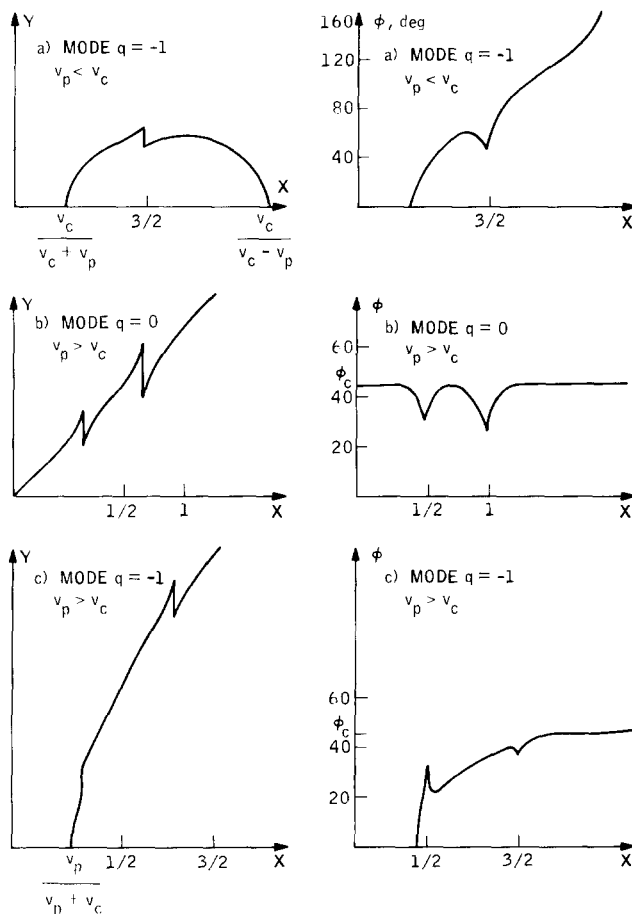 Y
a) MODE q = -1
v_p < v_c
X
v_c
v_c + v_p
3/2
v_c
v_c - v_p
ϕ, deg
160
120
80
40
a) MODE q = -1
v_p < v_c
3/2
X
Y
b) MODE q = 0
v_p > v_c
1/2
1
X
ϕ
b) MODE q = 0
v_p > v_c
60
ϕ_c
40
20
1/2
1
X
Y
c) MODE q = -1
v_p > v_c
v_p
v_p + v_c
1/2
3/2
X
ϕ
c) MODE q = -1
v_p > v_c
60
ϕ_c
40
20
1/2
3/2
X